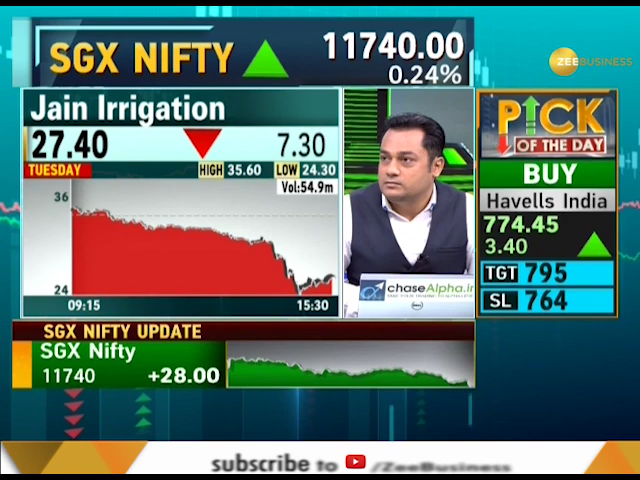 SGX NIFTY
11740.00
0.24%
ZEE BUSINESS
Jain Irrigation
27.40
7.30
TUESDAY
HIGH 35.60
LOW 24.30
Vol:54.9m
36
24
09:15
15:30
chaseAlpha.in
PICK
OF THE DAY
BUY
Havells India
774.45
3.40
TGT 795
SL 764
SGX NIFTY UPDATE
SGX Nifty
11740
+28.00
subscribe to /ZeeBusiness